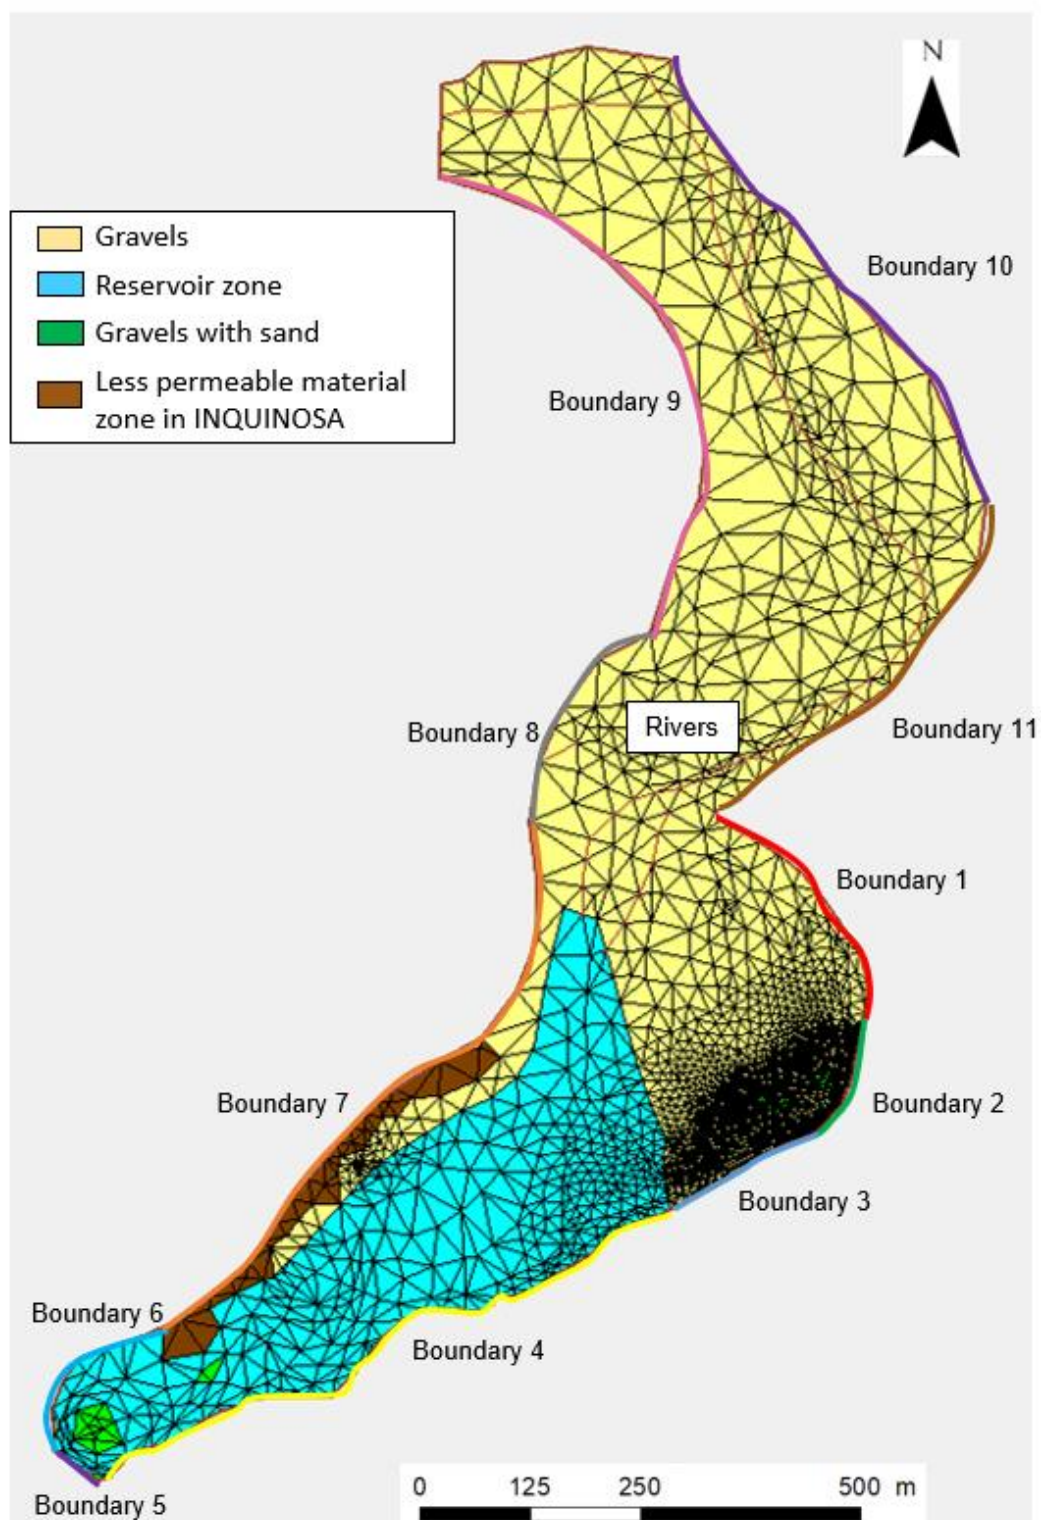 N
Gravels
Reservoir zone
Gravels with sand
Less permeable material
zone in INQUINOSA
Boundary 10
Boundary 9
Rivers
Boundary 8
Boundary 11
Boundary 1
Boundary 7
Boundary 2
Boundary 3
Boundary 6
Boundary 4
Boundary 5
0 125 250 500 m